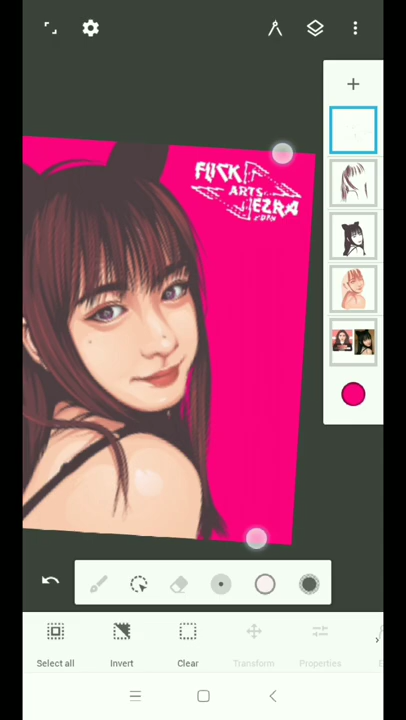 FUCK
ARTS
EZRA
Select all
Invert
Clear
Transform
Properties